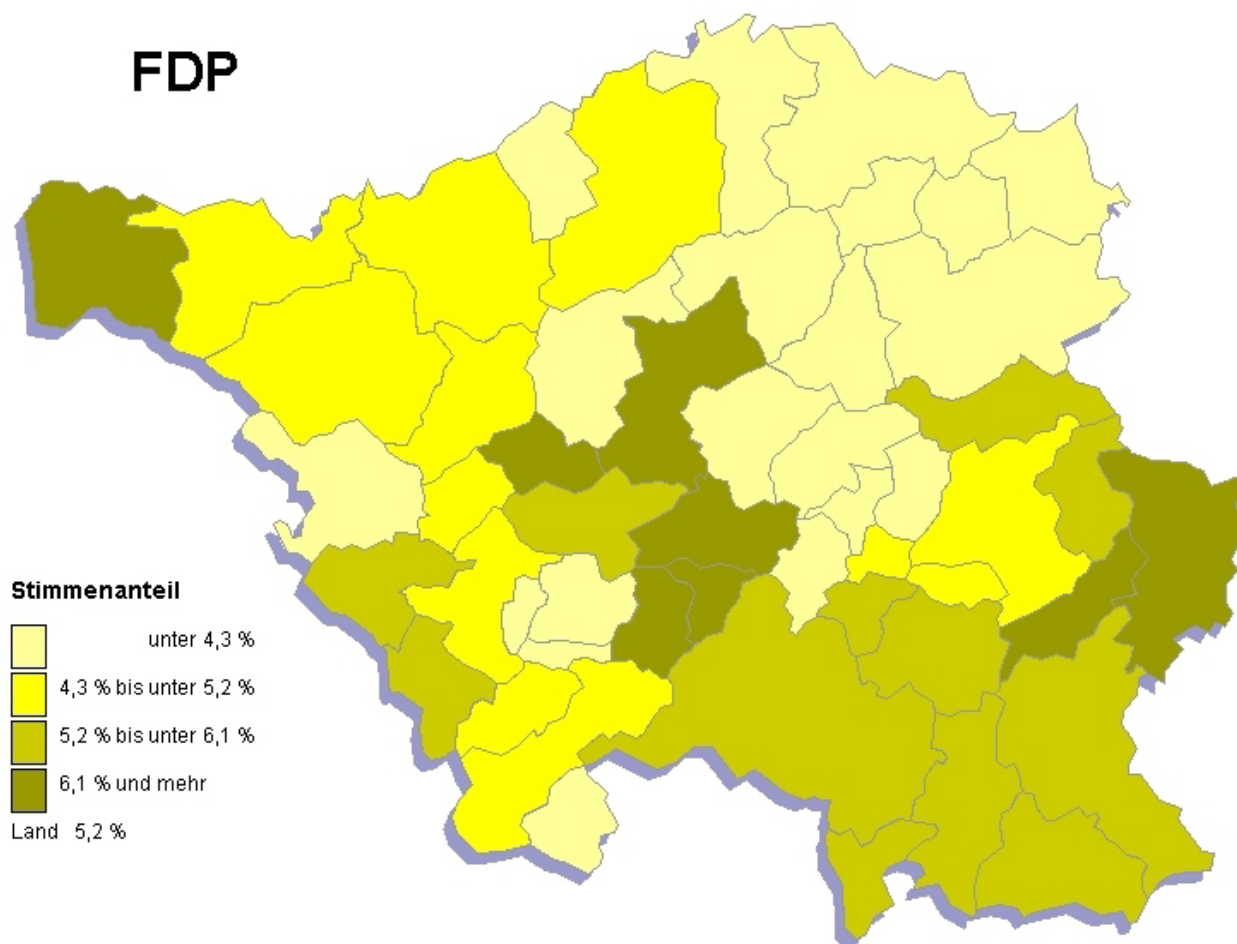 FDP
Stimmenanteil
unter 4,3 %
4,3 % bis unter 5,2 %
5,2 % bis unter 6,1 %
6,1 % und mehr
Land 5,2 %